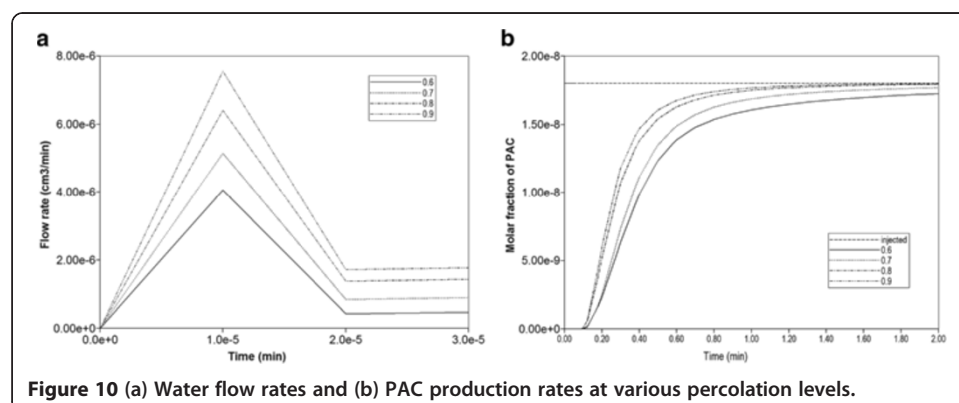 a
8.00e-6
6.00e-6
4.00e-6
2.00e-6
0.00e+0
Flow rate (cm3/min)
0.6
0.7
0.8
0.9
0.0e+0 1.0e-5 2.0e-5 3.0e-5
Time (min)
b
2.00e-8
1.50e-8
1.00e-8
5.00e-9
0.00e+0
Molar fraction of PAC
injected
0.6
0.7
0.8
0.9
0.00 0.20 0.40 0.60 0.80 1.00 1.20 1.40 1.60 1.80 2.00
Time (min)
Figure 10 (a) Water flow rates and (b) PAC production rates at various percolation levels.